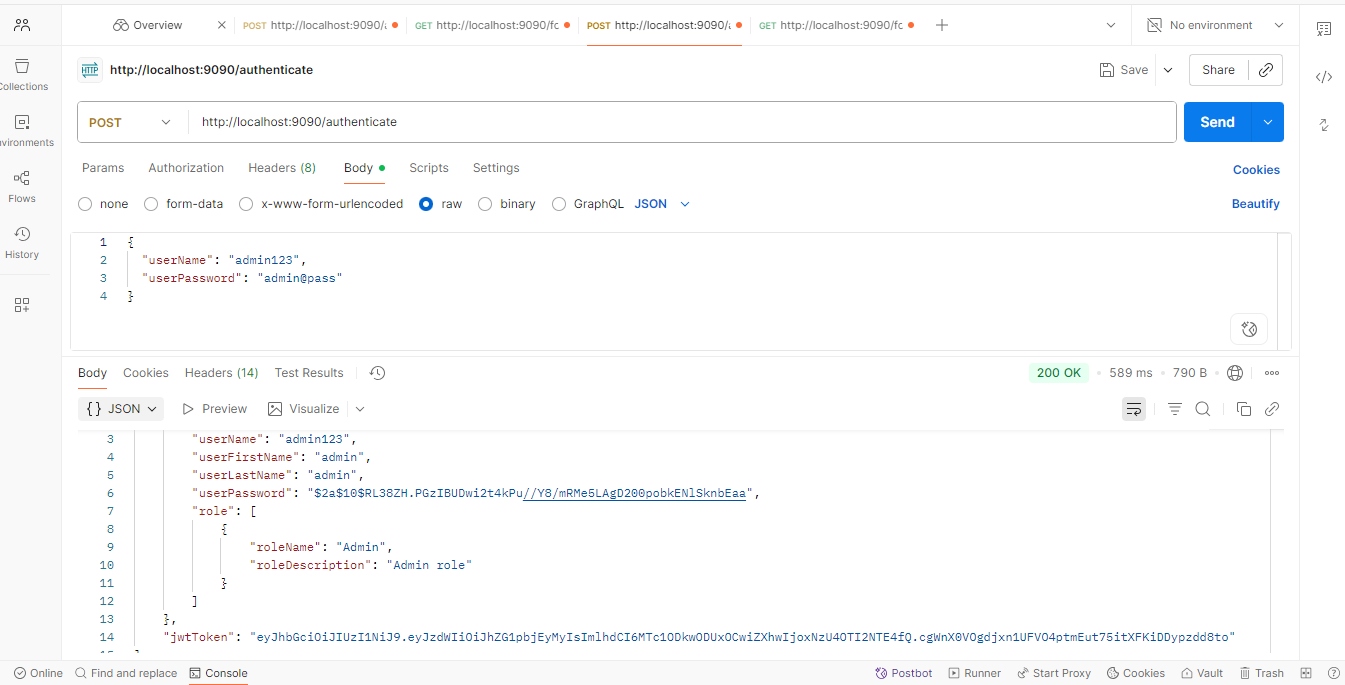 Overview
POST http://localhost:9090/a
GET http://localhost:9090/fo
POST http://localhost:9090/a
GET http://localhost:9090/fo
No environment
HTTP http://localhost:9090/authenticate
Save
Share
Collections
vironments
Flows
History
POST http://localhost:9090/authenticate
Send
Params Authorization Headers (8) Body Scripts Settings
Cookies
none form-data x-www-form-urlencoded raw binary GraphQL JSON
Beautify
1 {
2 "userName": "admin123",
3 "userPassword": "admin@pass"
4 }
Body Cookies Headers (14) Test Results
200 OK • 589 ms • 790 B
{} JSON Preview Visualize
3 "userName": "admin123",
4 "userFirstName": "admin",
5 "userLastName": "admin",
6 "userPassword": "$2a$10$RL38ZH.PGzIBUDwi2t4kPu//Y8/mRMe5LAgD200pobkENlSknbEaa",
7 "role": [
8 {
9 "roleName": "Admin",
10 "roleDescription": "Admin role"
11 }
12 ]
13 },
14 "jwtToken": "eyJhbGciOiJIUzI1NiJ9.eyJzdWIiOiJhZG1pbjEyMyIsImlhdCI6MTc1ODkwODUxOCwiZXhwIjoxNzU4OTI2NTE4fQ.cgWnX0VOgdjxn1UFVO4ptmEut75itXFKiDDypzdd8to"
Online Find and replace Console
Postbot Runner Start Proxy Cookies Vault Trash